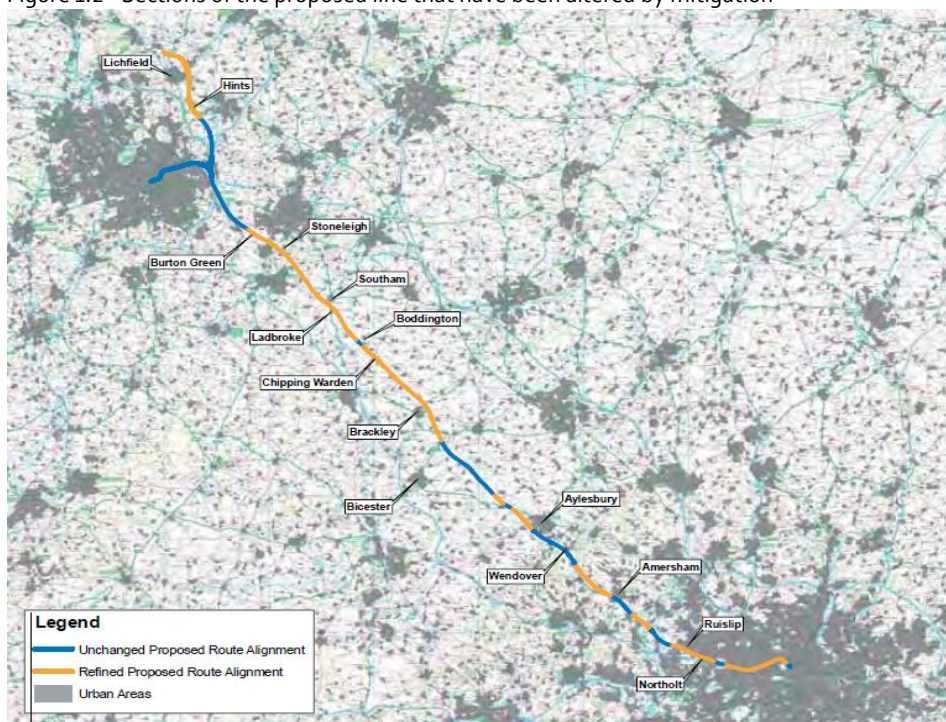 Figure 1.2 - Sections of the proposed line that have been altered by mitigation
Lichfield
Hints
Stoneleigh
Burton Green
Southam
Ladbroke
Boddington
Chipping Warden
Brackley
Bicester
Aylesbury
Wendover
Amersham
Ruislip
Northolt
Legend
Unchanged Proposed Route Alignment
Refined Proposed Route Alignment
Urban Areas